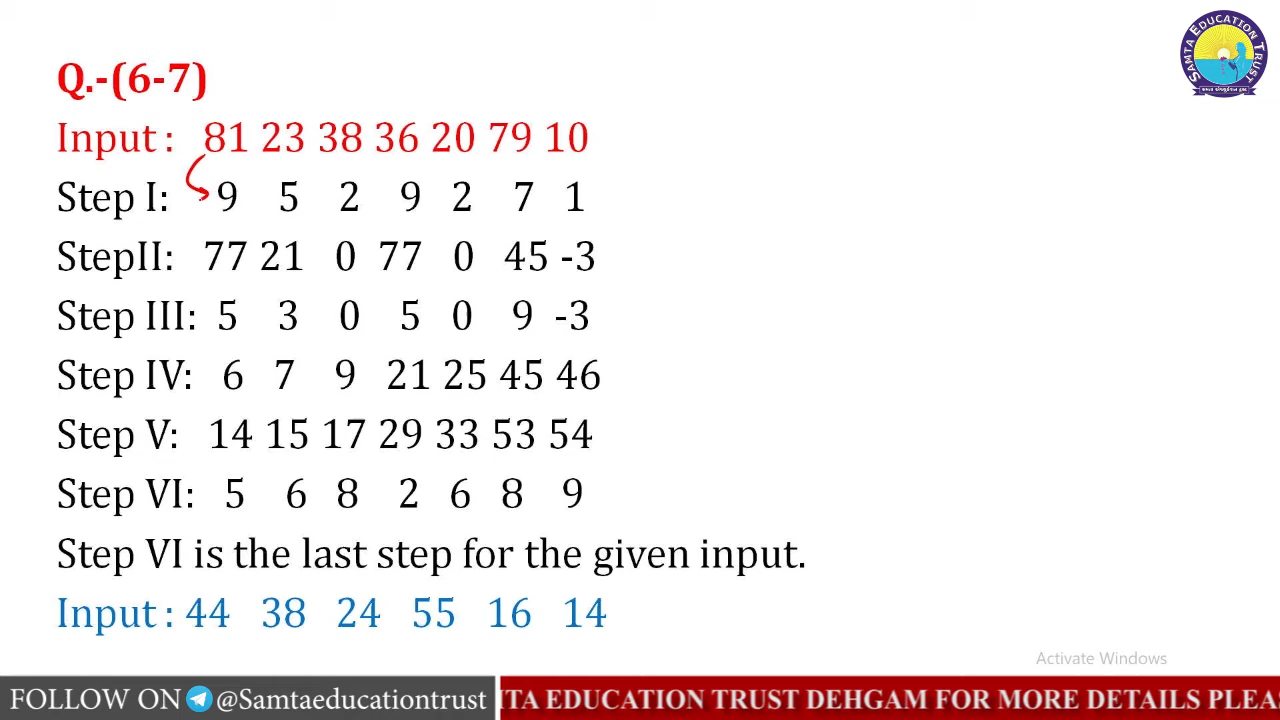 SAMTA EDUCATION TRUST
Q.-(6-7)
Input : 81 23 38 36 20 79 10
Step I: 9 5 2 9 2 7 1
StepII: 77 21 0 77 0 45 -3
Step III: 5 3 0 5 0 9 -3
Step IV: 6 7 9 21 25 45 46
Step V: 14 15 17 29 33 53 54
Step VI: 5 6 8 2 6 8 9
Step VI is the last step for the given input.
Input : 44 38 24 55 16 14
Activate Windows
FOLLOW ON @Samtaeducationtrust
TA EDUCATION TRUST DEHGAM FOR MORE DETAILS PLEA